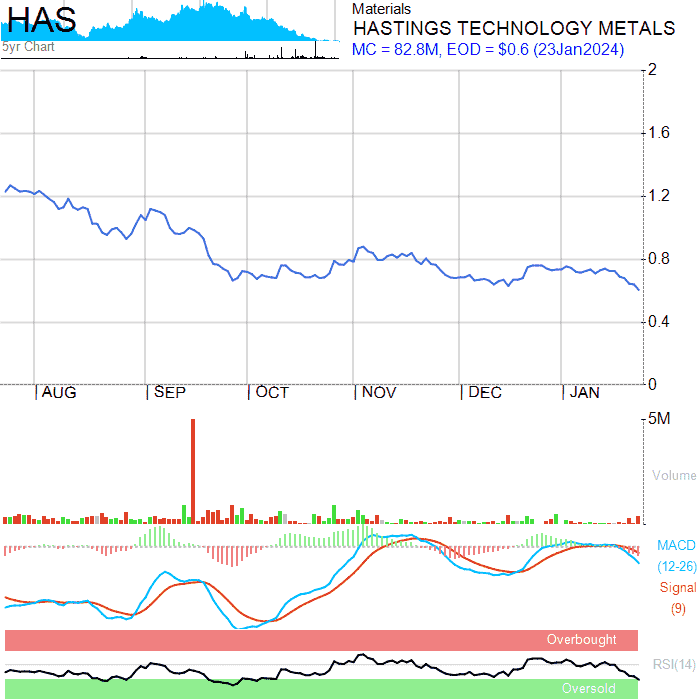 HAS
5yr Chart
Materials
HASTINGS TECHNOLOGY METALS
MC = 82.8M, EOD = $0.6 (23Jan2024)
2
1.6
1.2
0.8
0.4
0
AUG
SEP
OCT
NOV
DEC
JAN
5M
Volume
MACD
(12-26)
Signal
(9)
Overbought
RSI(14)
Oversold